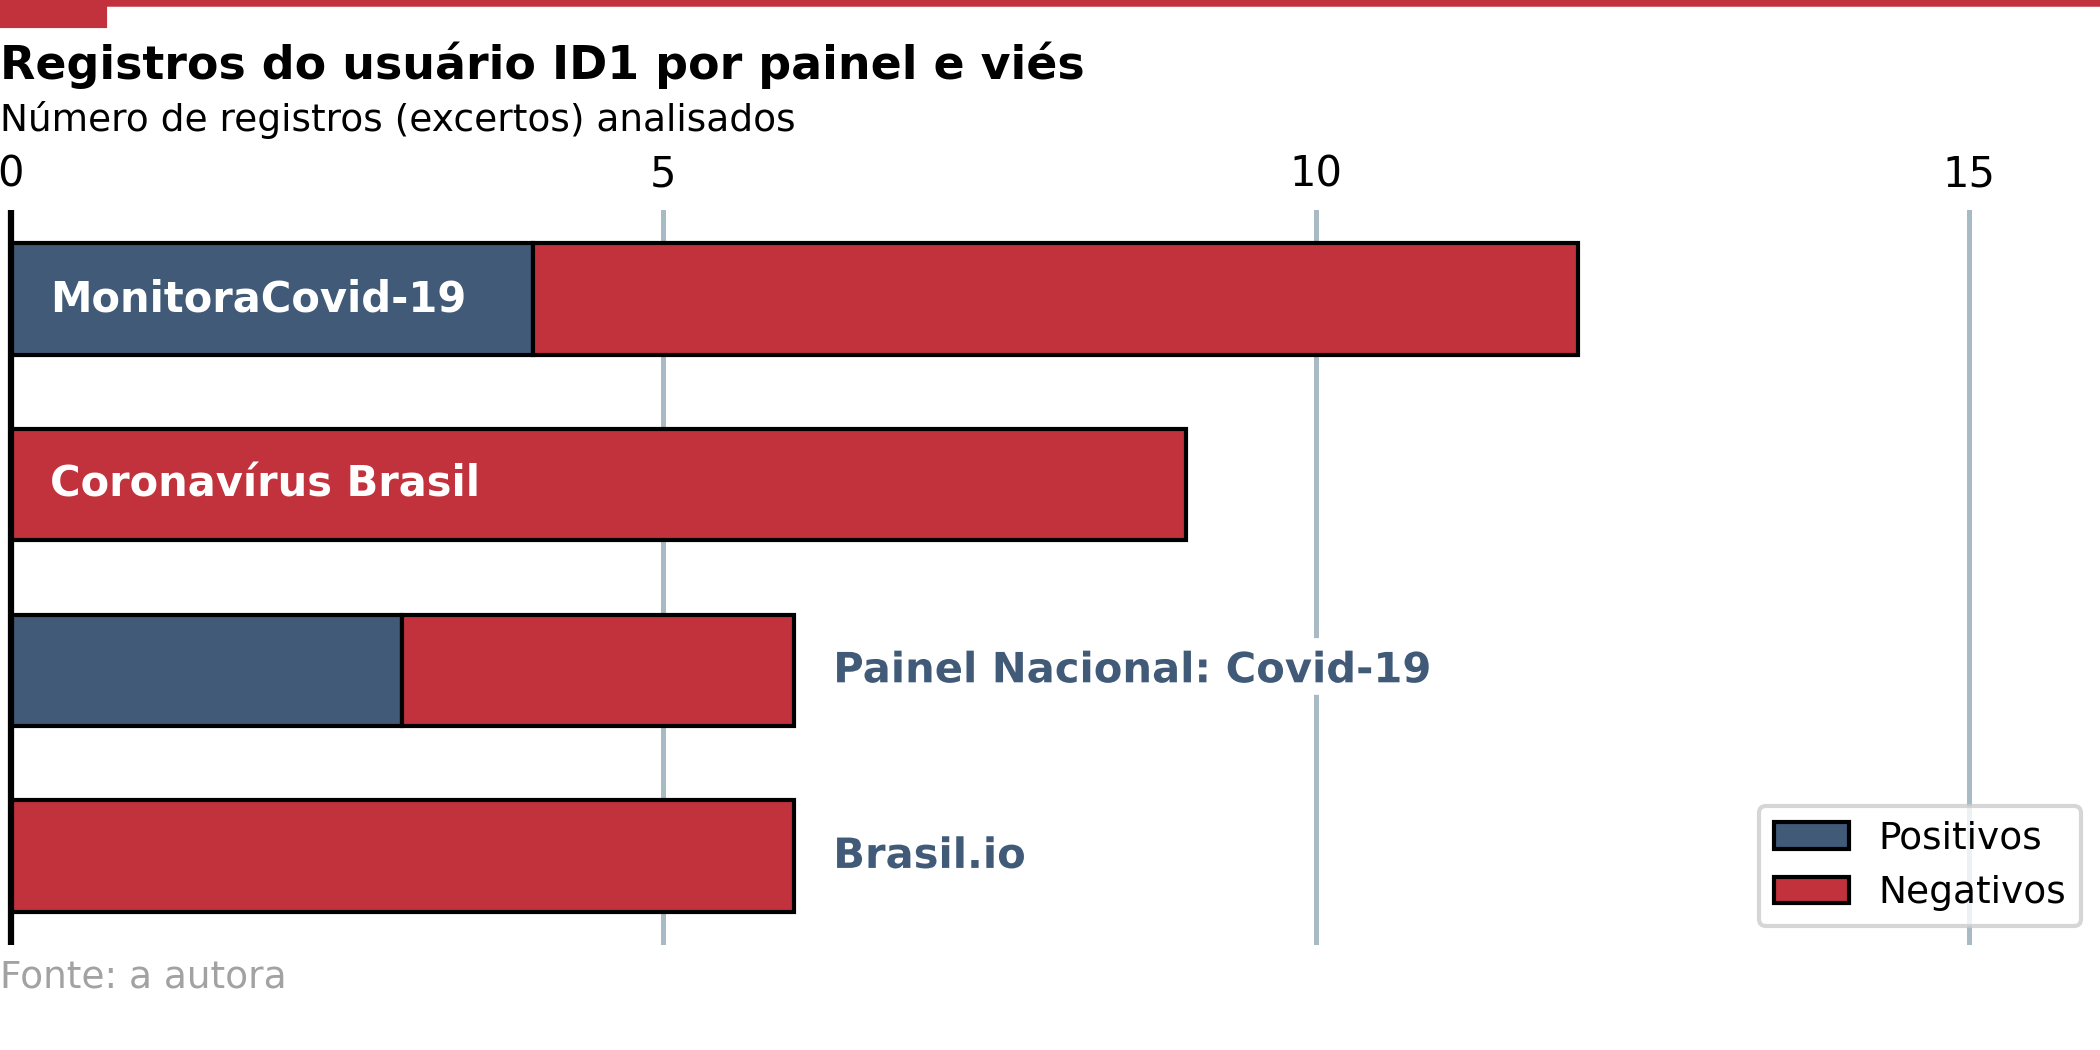 Registros do usuário ID1 por painel e viés
Número de registros (excertos) analisados
0 5 10 15
MonitoraCovid-19
Coronavírus Brasil
Painel Nacional: Covid-19
Brasil.io
Positivos
Negativos
Fonte: a autora